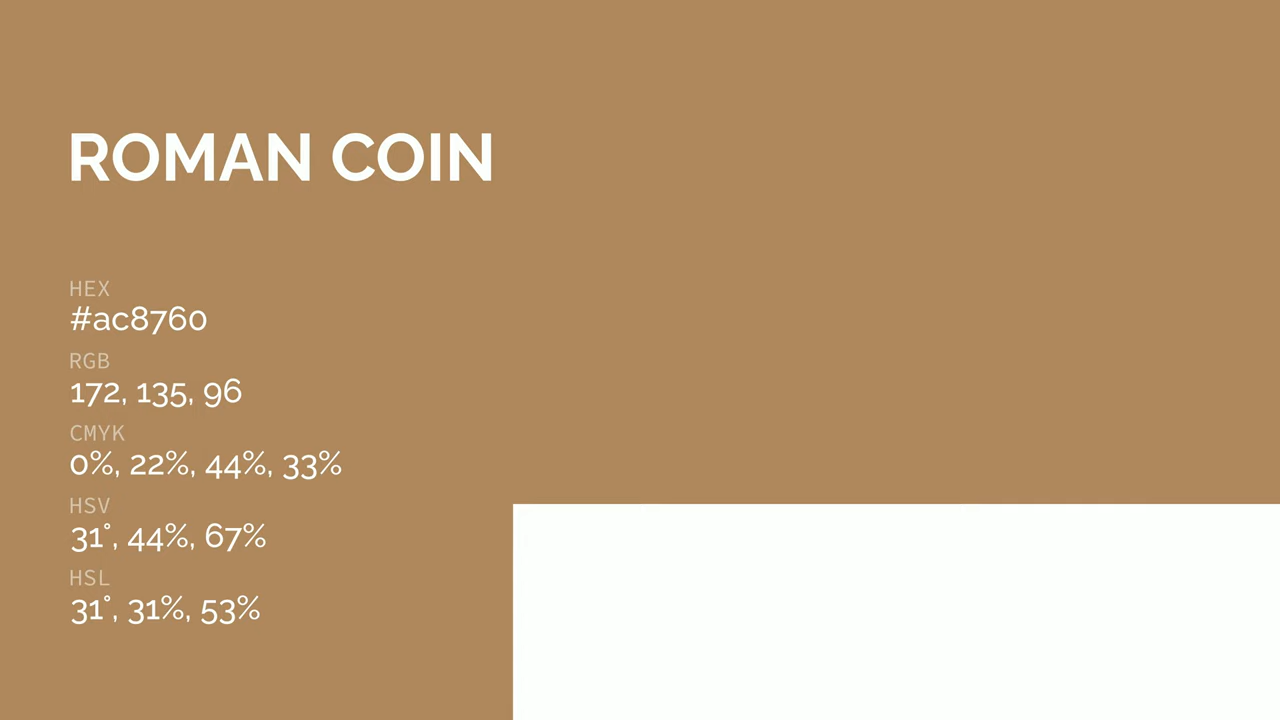 ROMAN COIN
HEX
#ac8760
RGB
172, 135, 96
CMYK
0%, 22%, 44%, 33%
HSV
31°, 44%, 67%
HSL
31°, 31%, 53%